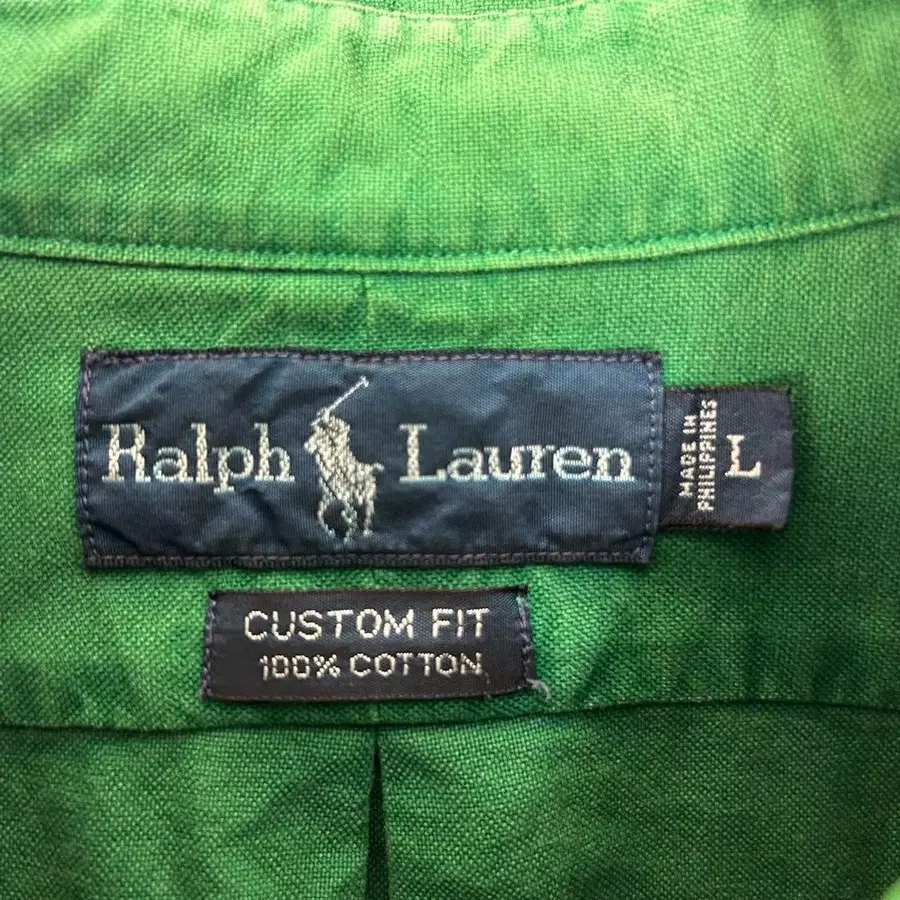 Ralph Lauren
MADE IN
PHILIPPINES
L
CUSTOM FIT
100% COTTON